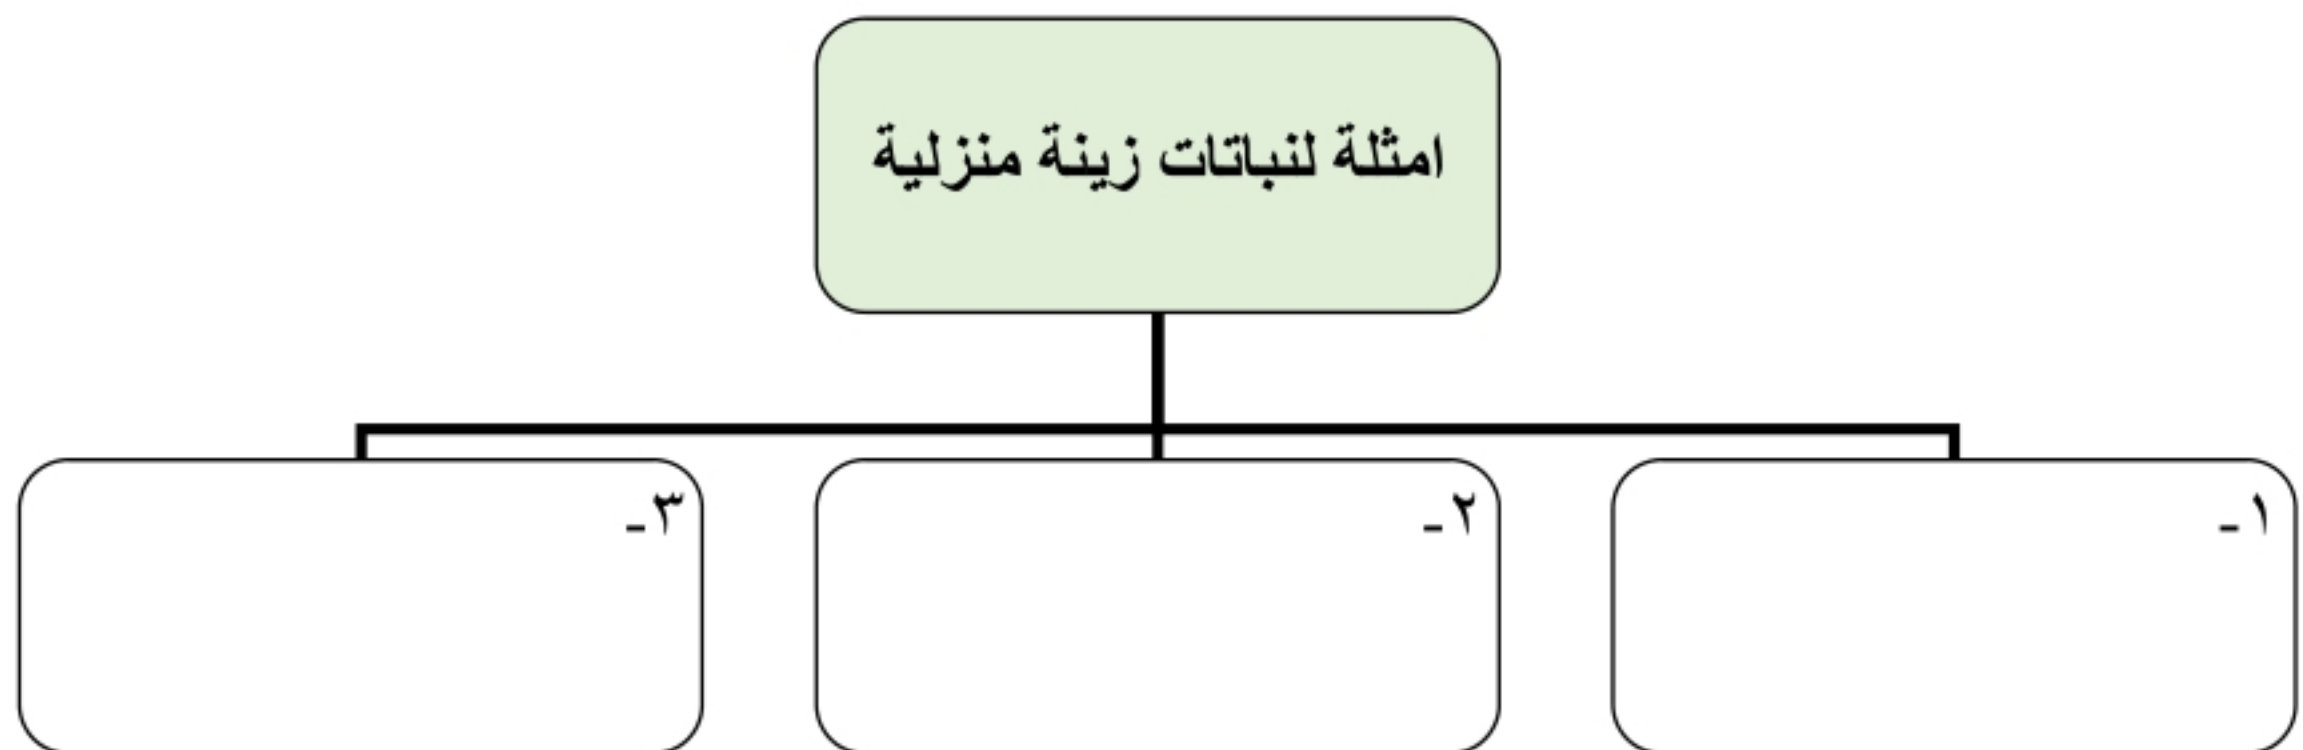 امثلة لنباتات زينة منزلية
١-
٢-
٣-